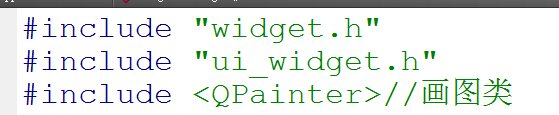 #include "widget.h"
#include "ui_widget.h"
#include <QPainter>//画图类